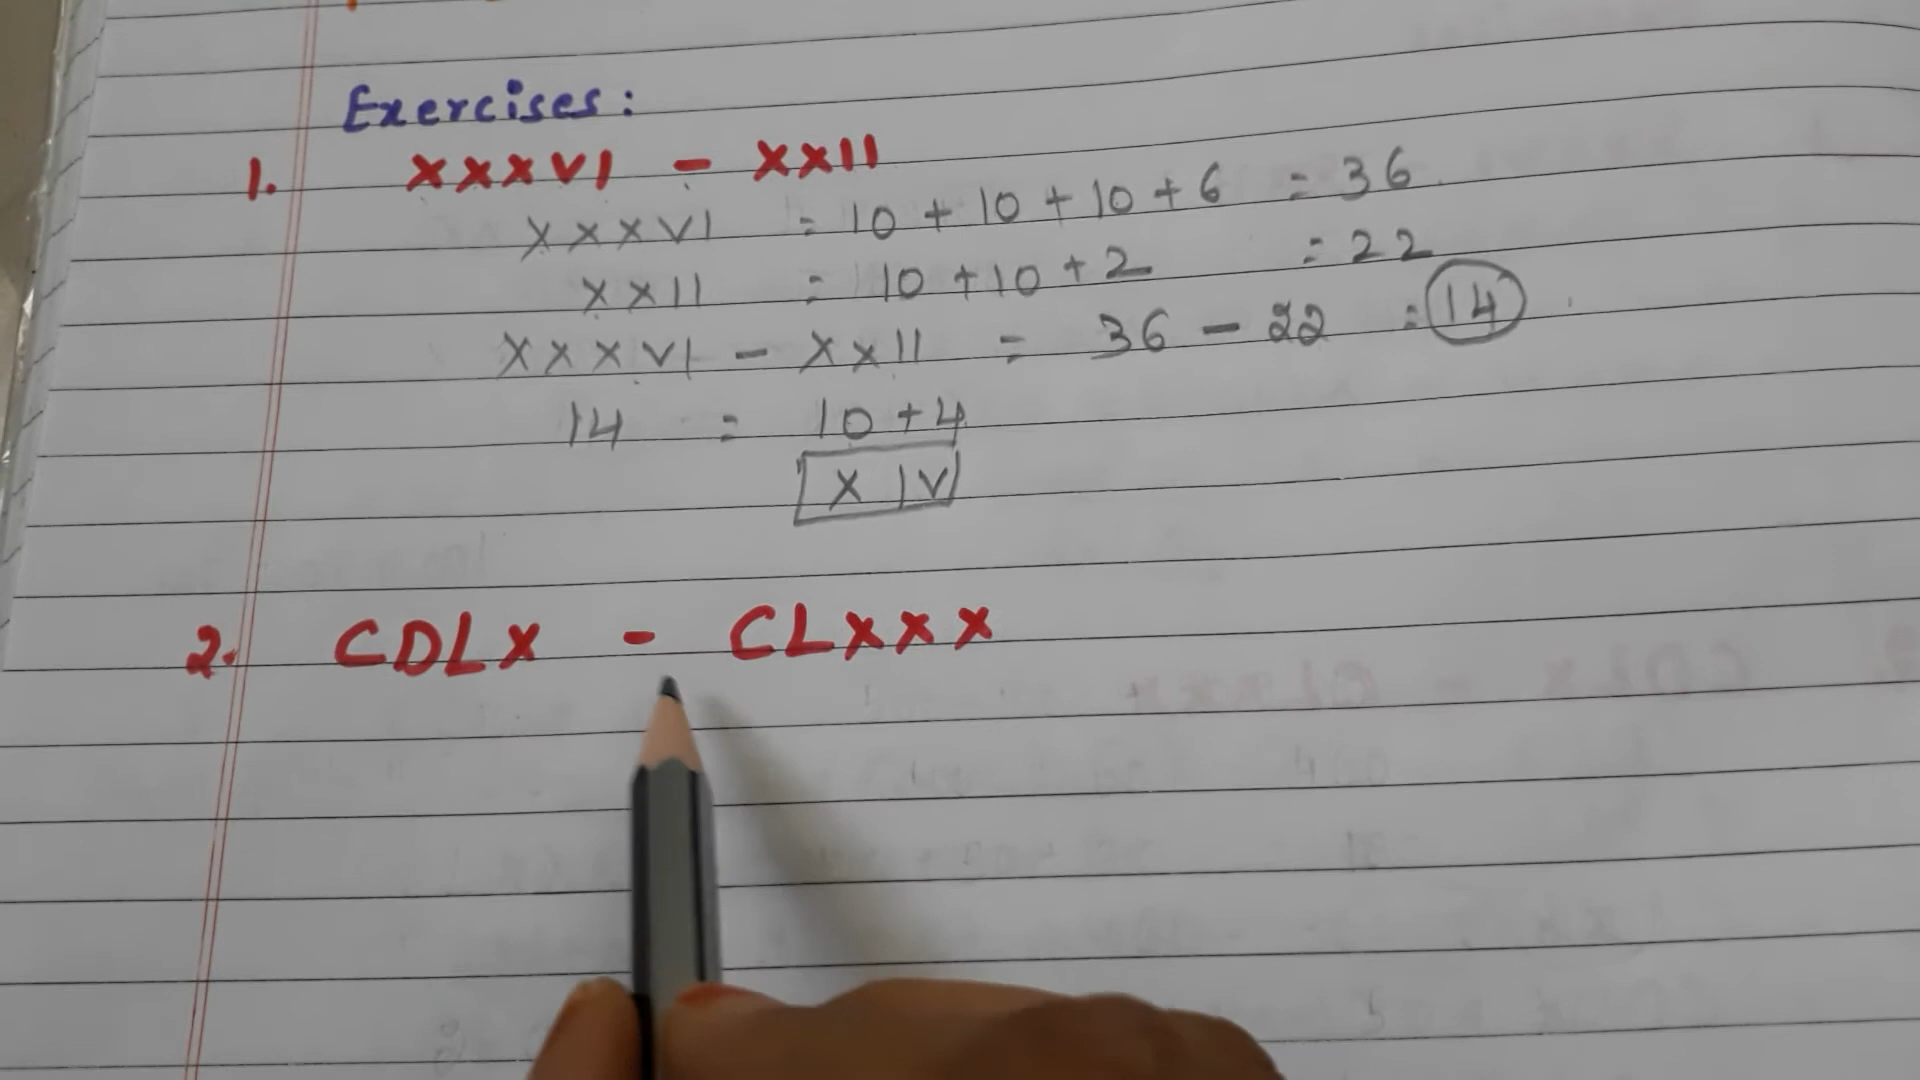 Exercises:
1. XXXVI - XXII
XXXVI = 10 + 10 + 10 + 6 = 36
XXII = 10 + 10 + 2 = 22
XXXVI - XXII = 36 - 22 = 14
14 = 10 + 4
XIV
2. CDLX - CLXXX